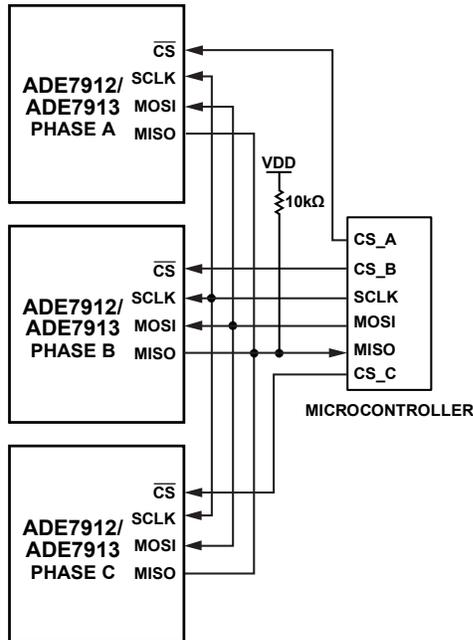 CS
SCLK
MOSI
MISO
ADE7912/
ADE7913
PHASE A
VDD
10kΩ
CS_A
CS_B
SCLK
MOSI
MISO
CS_C
MICROCONTROLLER
CS
SCLK
MOSI
MISO
ADE7912/
ADE7913
PHASE B
CS
SCLK
MOSI
MISO
ADE7912/
ADE7913
PHASE C